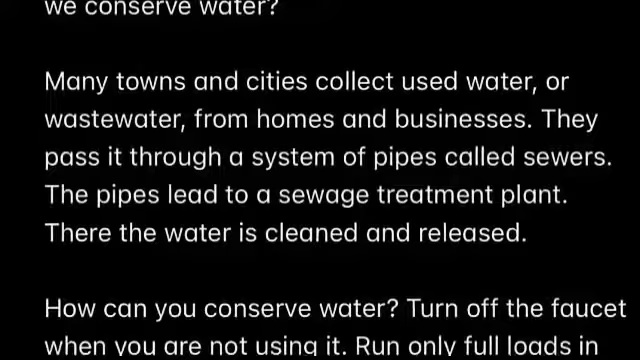 we conserve water?
Many towns and cities collect used water, or
wastewater, from homes and businesses. They
pass it through a system of pipes called sewers.
The pipes lead to a sewage treatment plant.
There the water is cleaned and released.
How can you conserve water? Turn off the faucet
when you are not using it. Run only full loads in